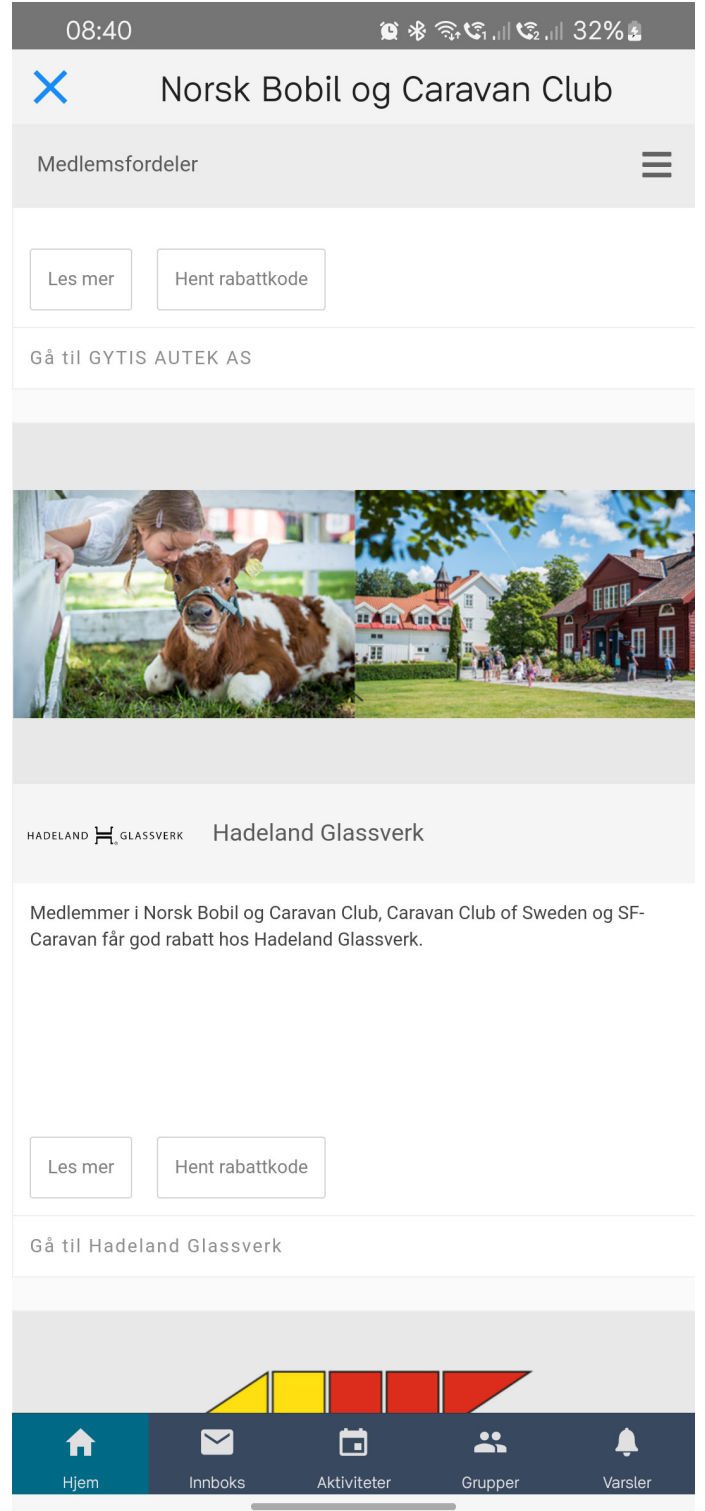 08:40
32%
Norsk Bobil og Caravan Club
Medlemsfordeler
Les mer
Hent rabattkode
Gå til GYTIS AUTEK AS
HADELAND GLASSVERK
Hadeland Glassverk
Medlemmer i Norsk Bobil og Caravan Club, Caravan Club of Sweden og SF-
Caravan får god rabatt hos Hadeland Glassverk.
Les mer
Hent rabattkode
Gå til Hadeland Glassverk
Hjem
Innboks
Aktiviteter
Grupper
Varsler